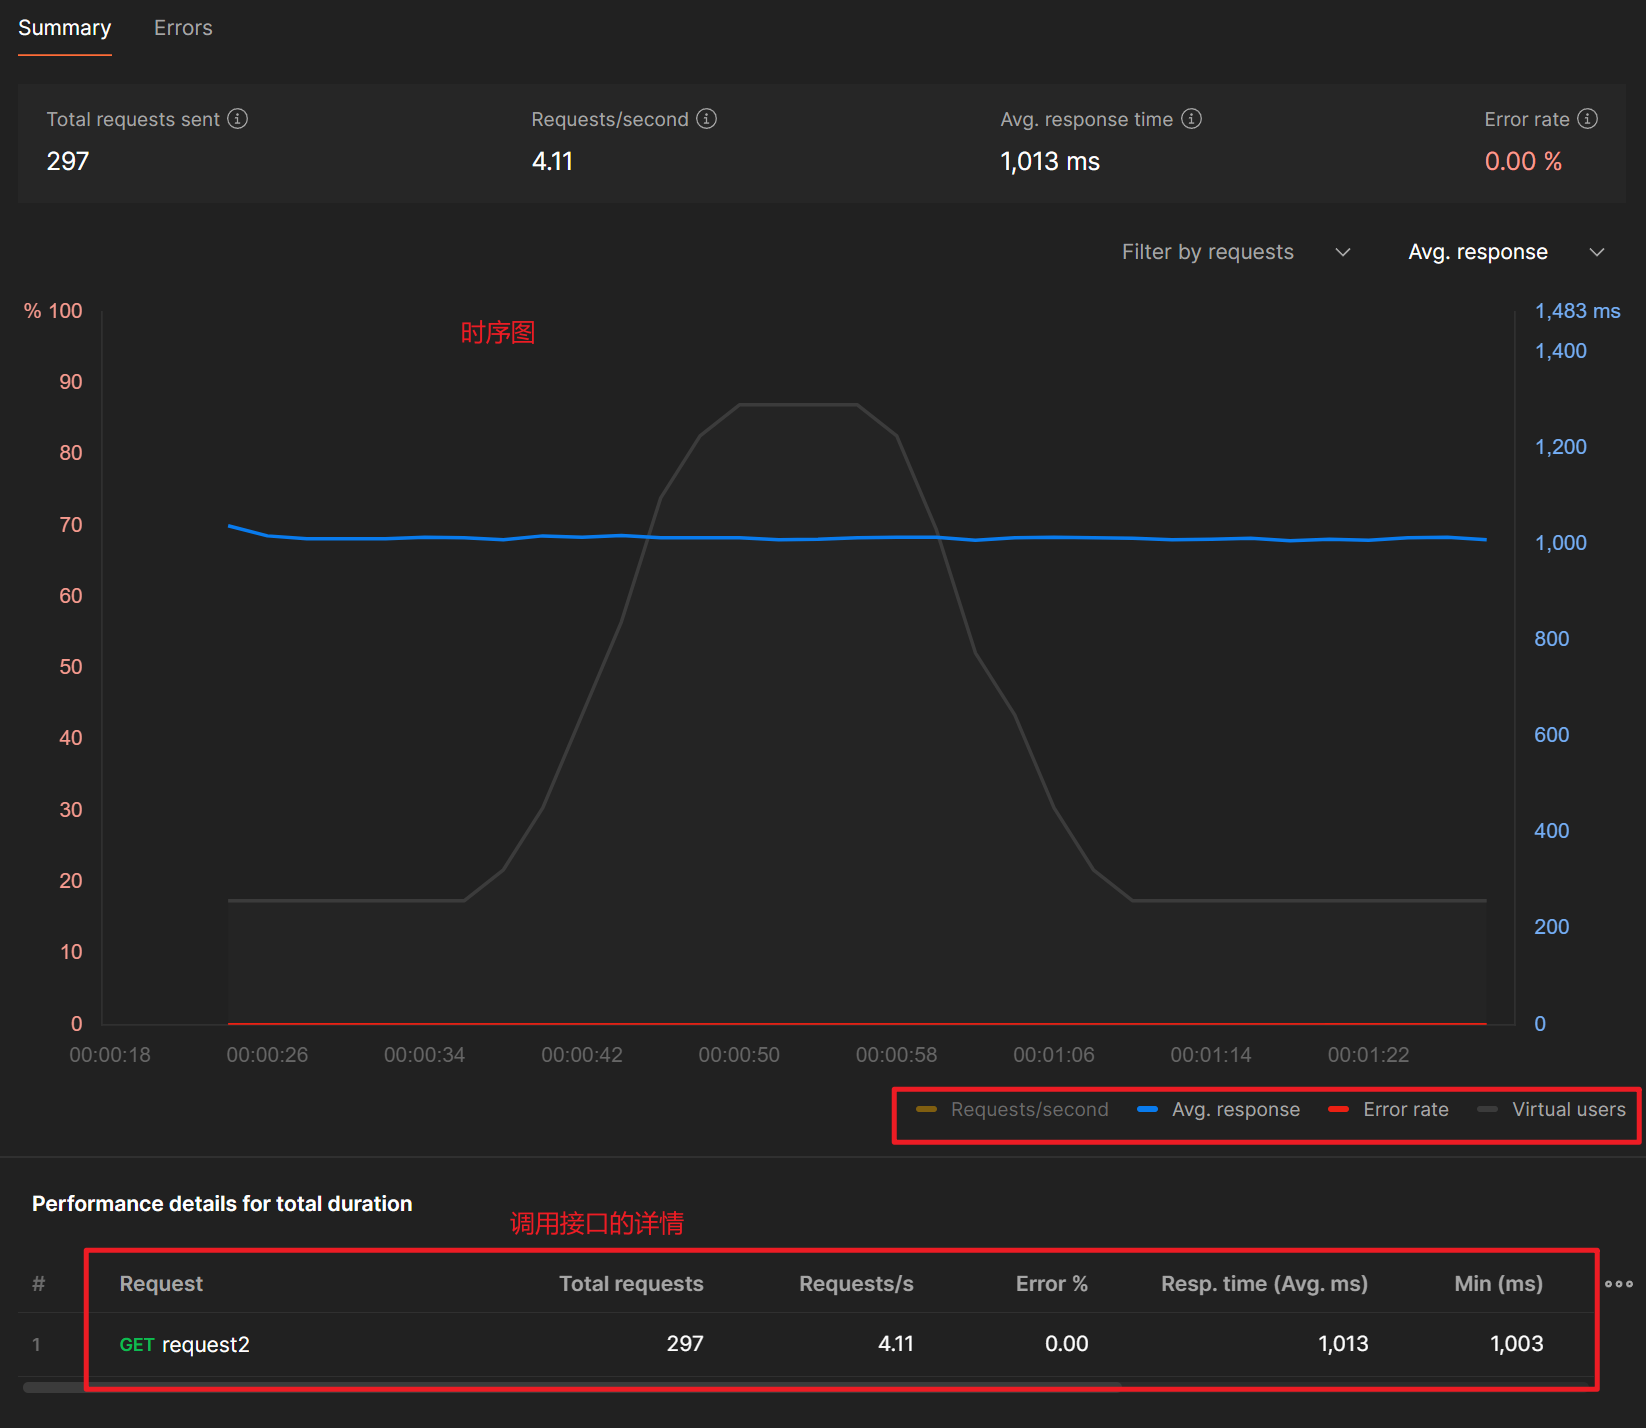 Summary Errors
Total requests sent Requests/second Avg. response time Error rate
297 4.11 1,013 ms 0.00 %
Filter by requests Avg. response
% 100 1,483 ms
时序图
1,400
90
80 1,200
70
1,000
60
800
50
40 600
30
400
20
200
10
0 0
00:00:18 00:00:26 00:00:34 00:00:42 00:00:50 00:00:58 00:01:06 00:01:14 00:01:22
Requests/second Avg. response Error rate Virtual users
Performance details for total duration
调用接口的详情
# Request Total requests Requests/s Error % Resp. time (Avg. ms) Min (ms)
1 GET request2 297 4.11 0.00 1,013 1,003